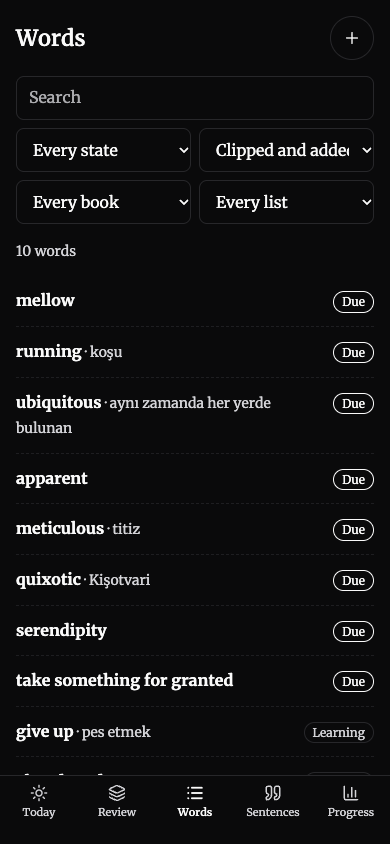 Words
Search
Every state
Clipped and added
Every book
Every list
10 words
mellow
Due
running · koşu
Due
ubiquitous · aynı zamanda her yerde
bulunan
Due
apparent
Due
meticulous · titiz
Due
quixotic · Kişotvari
Due
serendipity
Due
take something for granted
Due
give up · pes etmek
Learning
Today
Review
Words
Sentences
Progress